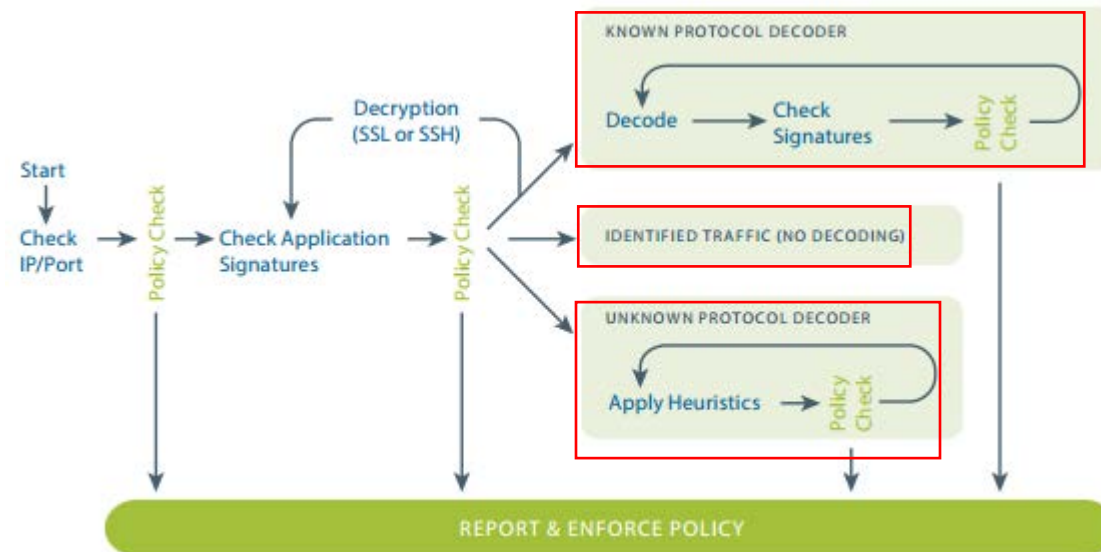 KNOWN PROTOCOL DECODER
Decode
Check
Signatures
Policy
Check
Decryption
(SSL or SSH)
Start
Check
IP/Port
Policy Check
Check Application
Signatures
Policy Check
IDENTIFIED TRAFFIC (NO DECODING)
UNKNOWN PROTOCOL DECODER
Apply Heuristics
Policy
Check
REPORT & ENFORCE POLICY